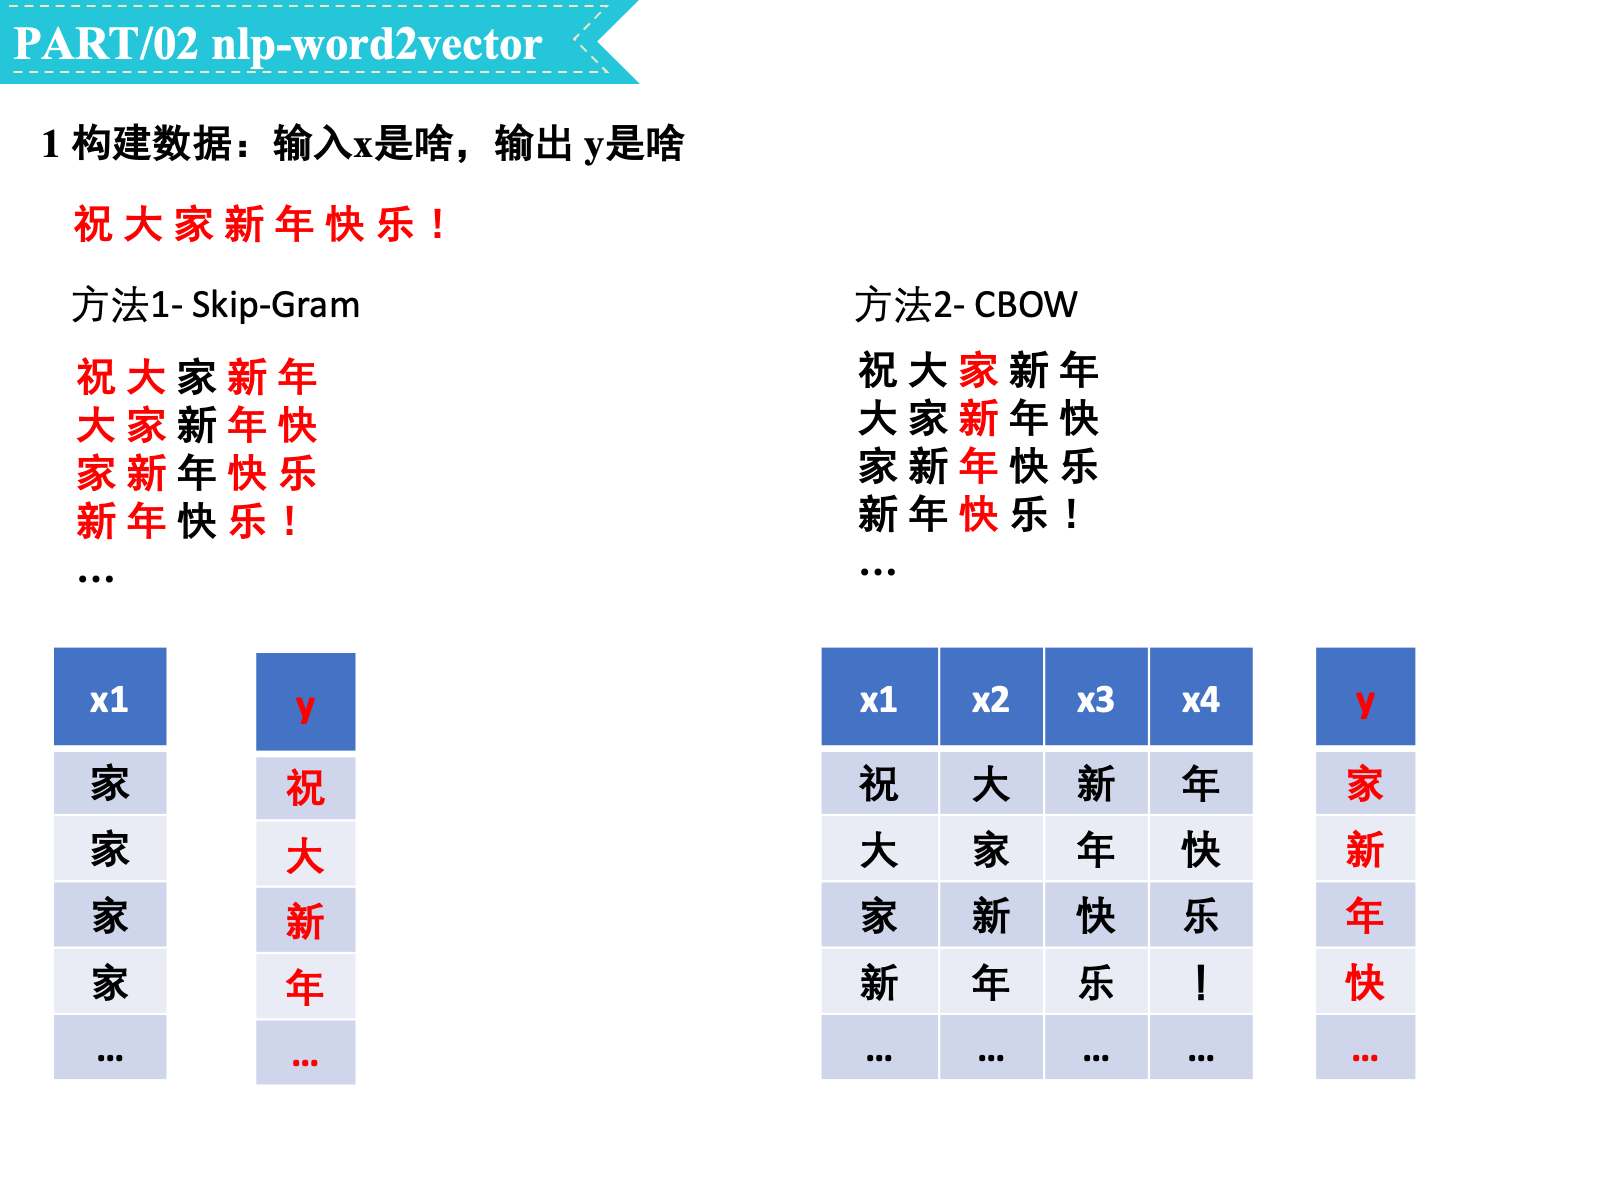 PART/02 nlp-word2vector
1 构建数据：输入x是啥，输出 y是啥
祝 大 家 新 年 快 乐 ！
方法1- Skip-Gram
祝 大 家 新 年
大 家 新 年 快
家 新 年 快 乐
新 年 快 乐 ！
...
x1 y
家 祝
家 大
家 新
家 年
... ...
方法2- CBOW
祝 大 家 新 年
大 家 新 年 快
家 新 年 快 乐
新 年 快 乐 ！
...
x1 x2 x3 x4 y
祝 大 新 年 家
大 家 年 快 新
家 新 快 乐 年
新 年 乐 ！ 快
... ... ... ... ...